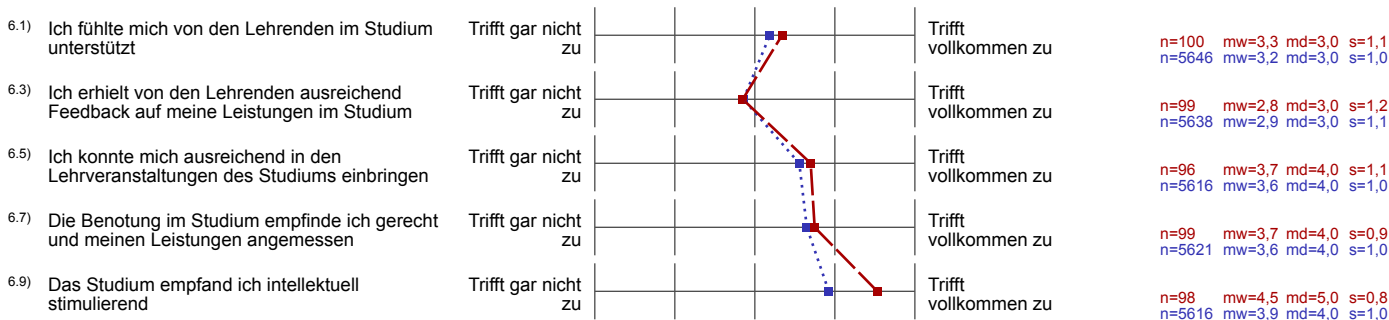 6.1) Ich fühlte mich von den Lehrenden im Studium
unterstützt
Trifft gar nicht
zu
Trifft
vollkommen zu
n=100 mw=3,3 md=3,0 s=1,1
n=5646 mw=3,2 md=3,0 s=1,0
6.3) Ich erhielt von den Lehrenden ausreichend
Feedback auf meine Leistungen im Studium
Trifft gar nicht
zu
Trifft
vollkommen zu
n=99 mw=2,8 md=3,0 s=1,2
n=5638 mw=2,9 md=3,0 s=1,1
6.5) Ich konnte mich ausreichend in den
Lehrveranstaltungen des Studiums einbringen
Trifft gar nicht
zu
Trifft
vollkommen zu
n=96 mw=3,7 md=4,0 s=1,1
n=5616 mw=3,6 md=4,0 s=1,0
6.7) Die Benotung im Studium empfinde ich gerecht
und meinen Leistungen angemessen
Trifft gar nicht
zu
Trifft
vollkommen zu
n=99 mw=3,7 md=4,0 s=0,9
n=5621 mw=3,6 md=4,0 s=1,0
6.9) Das Studium empfand ich intellektuell
stimulierend
Trifft gar nicht
zu
Trifft
vollkommen zu
n=98 mw=4,5 md=5,0 s=0,8
n=5616 mw=3,9 md=4,0 s=1,0